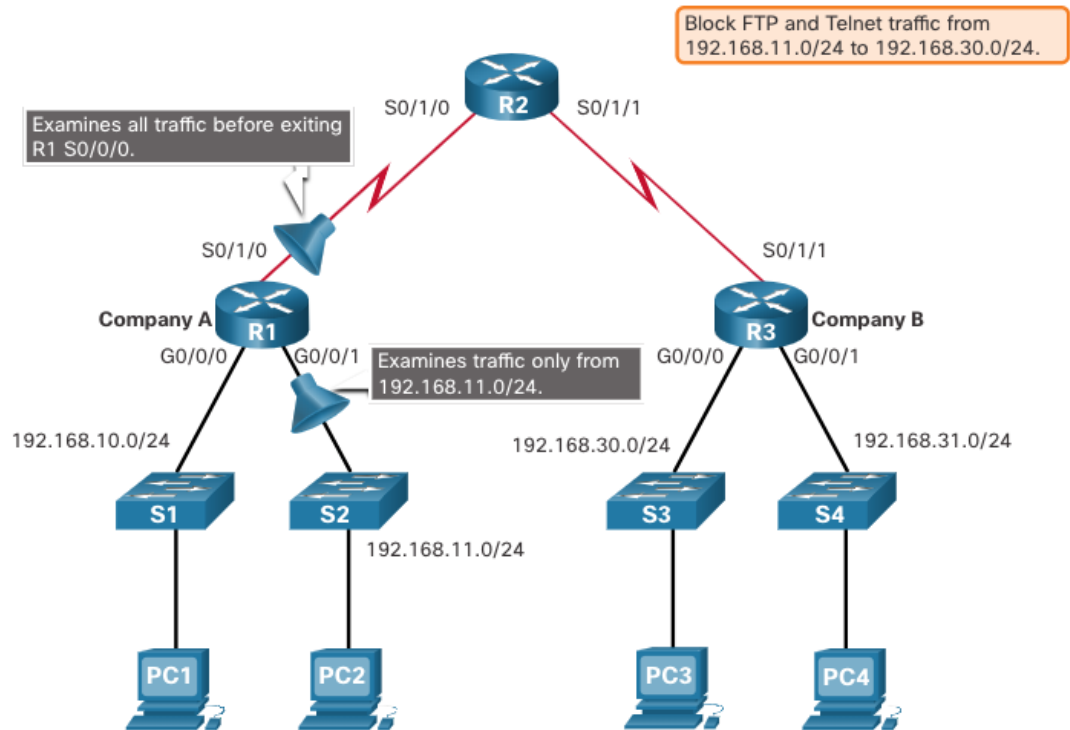 Block FTP and Telnet traffic from
192.168.11.0/24 to 192.168.30.0/24.
R2
S0/1/0
S0/1/1
Examines all traffic before exiting
R1 S0/0/0.
S0/1/0
S0/1/1
Company A
R1
R3
Company B
G0/0/0
G0/0/1
G0/0/0
G0/0/1
Examines traffic only from
192.168.11.0/24.
192.168.10.0/24
192.168.30.0/24
192.168.31.0/24
S1
S2
S3
S4
192.168.11.0/24
PC1
PC2
PC3
PC4